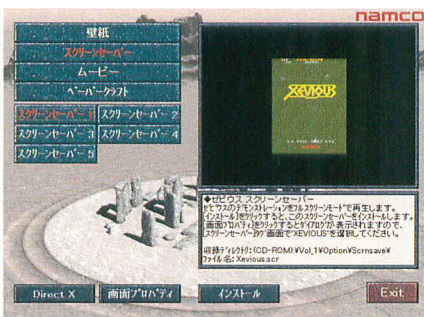 namco
壁紙
スクリーンセーバー
ムービー
ペーパークラフト
スクリーンセーバー 1 スクリーンセーバー 2
スクリーンセーバー 3 スクリーンセーバー 4
スクリーンセーバー 5
XEVIOUS
◆ゼビウス スクリーンセーバー
ゼビウスのデモンストレーションをフルスクリーンモードで再生します。
[インストール]をクリックすると、このスクリーンセーバーをインストールします。
[画面プロパティ]をクリックするとダイアログが表示されますので、
[スクリーンセーバー]タグ画面で"XEVIOUS"を選択してください。
収録ディレクトリ:(CD-ROM)¥Vol_1¥Option¥Scrnsave¥
ファイル名:Xevious.scr
Direct X 画面プロパティ インストール Exit